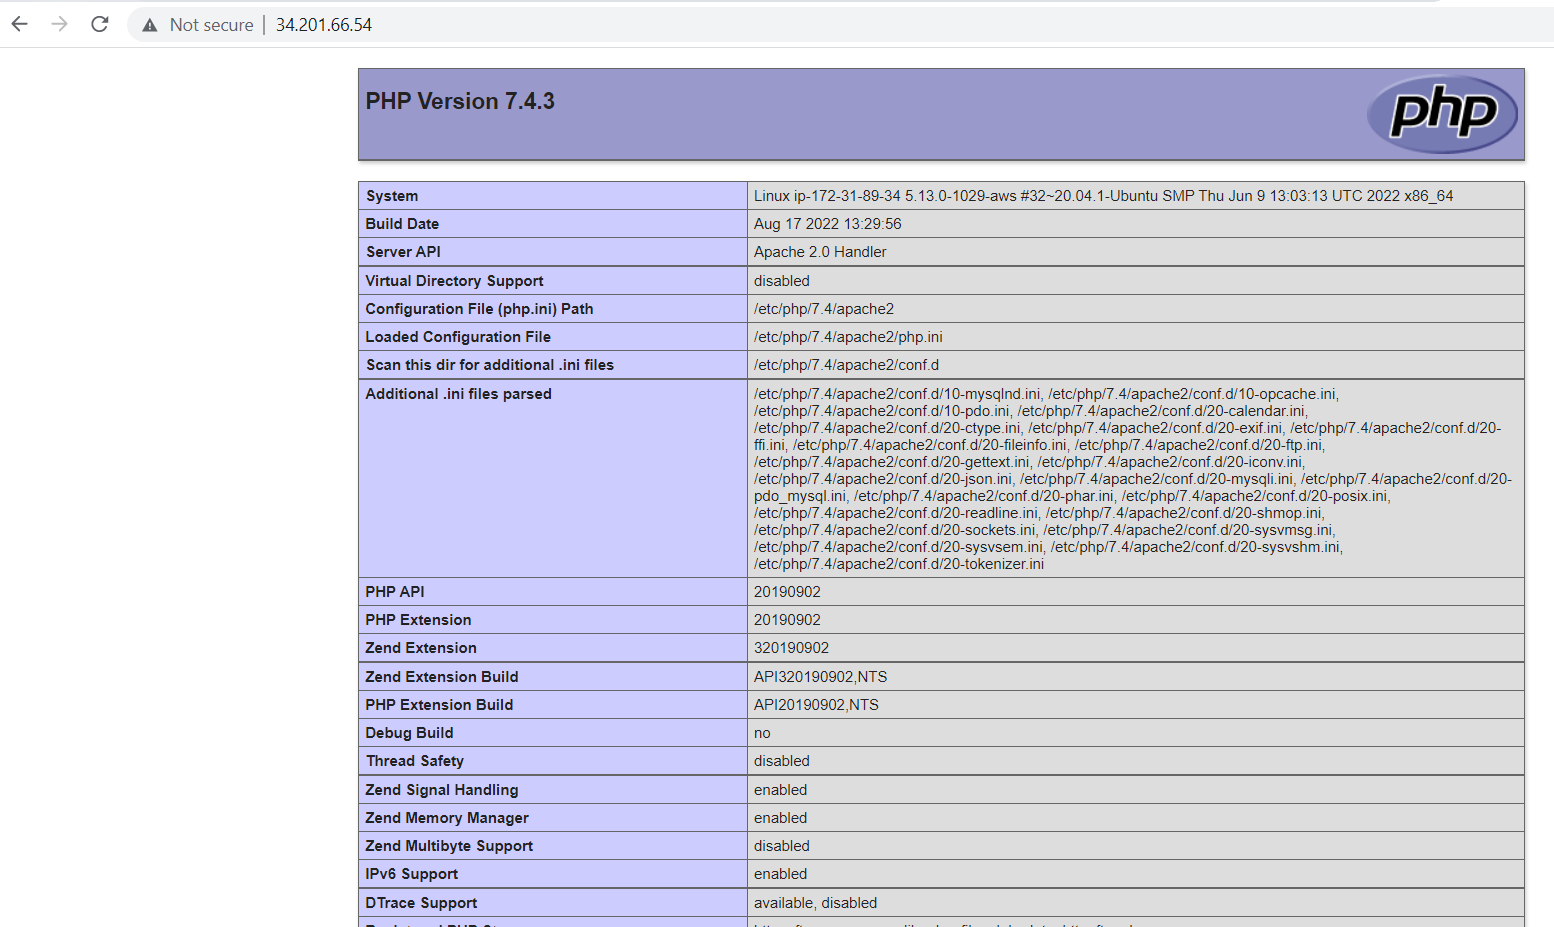 Not secure | 34.201.66.54
PHP Version 7.4.3
php
System Linux ip-172-31-89-34 5.13.0-1029-aws #32~20.04.1-Ubuntu SMP Thu Jun 9 13:03:13 UTC 2022 x86_64
Build Date Aug 17 2022 13:29:56
Server API Apache 2.0 Handler
Virtual Directory Support disabled
Configuration File (php.ini) Path /etc/php/7.4/apache2
Loaded Configuration File /etc/php/7.4/apache2/php.ini
Scan this dir for additional .ini files /etc/php/7.4/apache2/conf.d
Additional .ini files parsed /etc/php/7.4/apache2/conf.d/10-mysqlnd.ini, /etc/php/7.4/apache2/conf.d/10-opcache.ini,
/etc/php/7.4/apache2/conf.d/10-pdo.ini, /etc/php/7.4/apache2/conf.d/20-calendar.ini,
/etc/php/7.4/apache2/conf.d/20-ctype.ini, /etc/php/7.4/apache2/conf.d/20-exif.ini, /etc/php/7.4/apache2/conf.d/20-
ffi.ini, /etc/php/7.4/apache2/conf.d/20-fileinfo.ini, /etc/php/7.4/apache2/conf.d/20-ftp.ini,
/etc/php/7.4/apache2/conf.d/20-gettext.ini, /etc/php/7.4/apache2/conf.d/20-iconv.ini,
/etc/php/7.4/apache2/conf.d/20-json.ini, /etc/php/7.4/apache2/conf.d/20-mysqli.ini, /etc/php/7.4/apache2/conf.d/20-
pdo_mysql.ini, /etc/php/7.4/apache2/conf.d/20-phar.ini, /etc/php/7.4/apache2/conf.d/20-posix.ini,
/etc/php/7.4/apache2/conf.d/20-readline.ini, /etc/php/7.4/apache2/conf.d/20-shmop.ini,
/etc/php/7.4/apache2/conf.d/20-sockets.ini, /etc/php/7.4/apache2/conf.d/20-sysvmsg.ini,
/etc/php/7.4/apache2/conf.d/20-sysvsem.ini, /etc/php/7.4/apache2/conf.d/20-sysvshm.ini,
/etc/php/7.4/apache2/conf.d/20-tokenizer.ini
PHP API 20190902
PHP Extension 20190902
Zend Extension 320190902
Zend Extension Build API320190902,NTS
PHP Extension Build API20190902,NTS
Debug Build no
Thread Safety disabled
Zend Signal Handling enabled
Zend Memory Manager enabled
Zend Multibyte Support disabled
IPv6 Support enabled
DTrace Support available, disabled